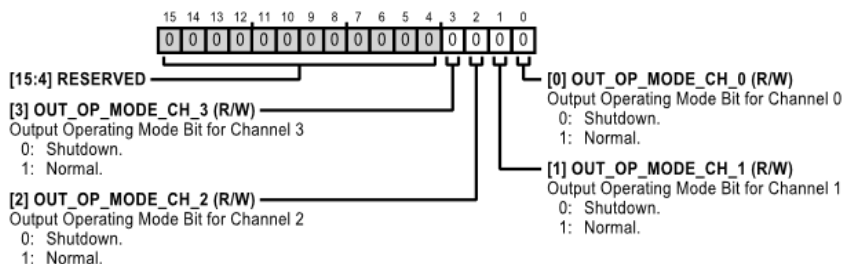 15 14 13 12 11 10 9 8 7 6 5 4 3 2 1 0
0 0 0 0 0 0 0 0 0 0 0 0 0 0 0 0
[15:4] RESERVED
[3] OUT_OP_MODE_CH_3 (R/W)
Output Operating Mode Bit for Channel 3
0: Shutdown.
1: Normal.
[2] OUT_OP_MODE_CH_2 (R/W)
Output Operating Mode Bit for Channel 2
0: Shutdown.
1: Normal.
[0] OUT_OP_MODE_CH_0 (R/W)
Output Operating Mode Bit for Channel 0
0: Shutdown.
1: Normal.
[1] OUT_OP_MODE_CH_1 (R/W)
Output Operating Mode Bit for Channel 1
0: Shutdown.
1: Normal.